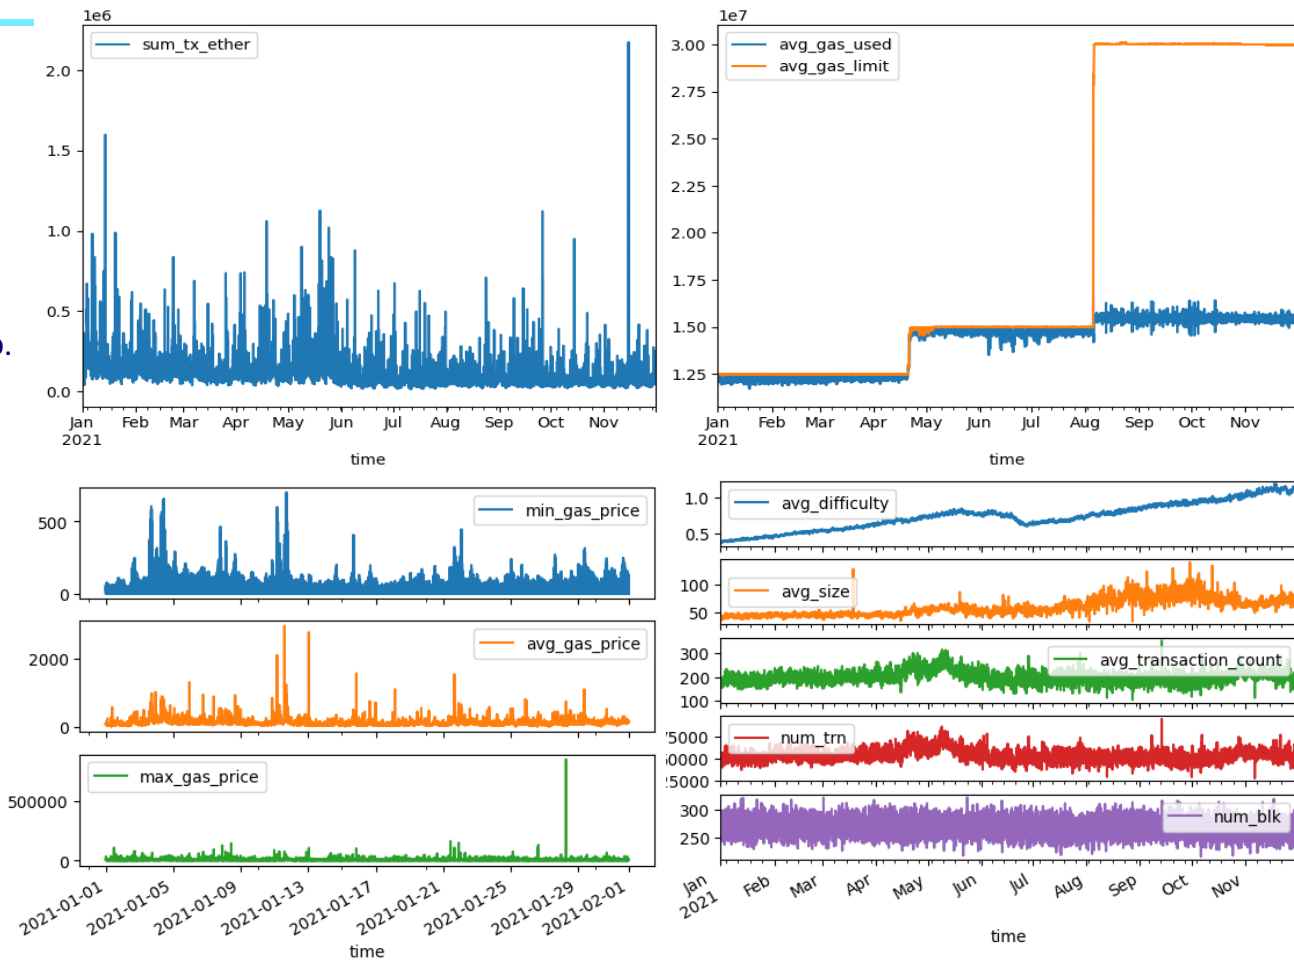 1e6
sum_tx_ether
2.0
1.5
1.0
0.5
0.0
Jan Feb Mar Apr May Jun Jul Aug Sep Oct Nov
2021
time
1e7
avg_gas_used
avg_gas_limit
3.00
2.75
2.50
2.25
2.00
1.75
1.50
1.25
Jan Feb Mar Apr May Jun Jul Aug Sep Oct Nov
2021
time
min_gas_price
500
0
avg_gas_price
2000
0
max_gas_price
500000
0
2021-01-01 2021-01-05 2021-01-09 2021-01-13 2021-01-17 2021-01-21 2021-01-25 2021-01-29 2021-02-01
time
avg_difficulty
1.0
0.5
avg_size
100
50
avg_transaction_count
300
200
100
num_trn
75000
50000
25000
num_blk
300
250
Jan Feb Mar Apr May Jun Jul Aug Sep Oct Nov
2021
time